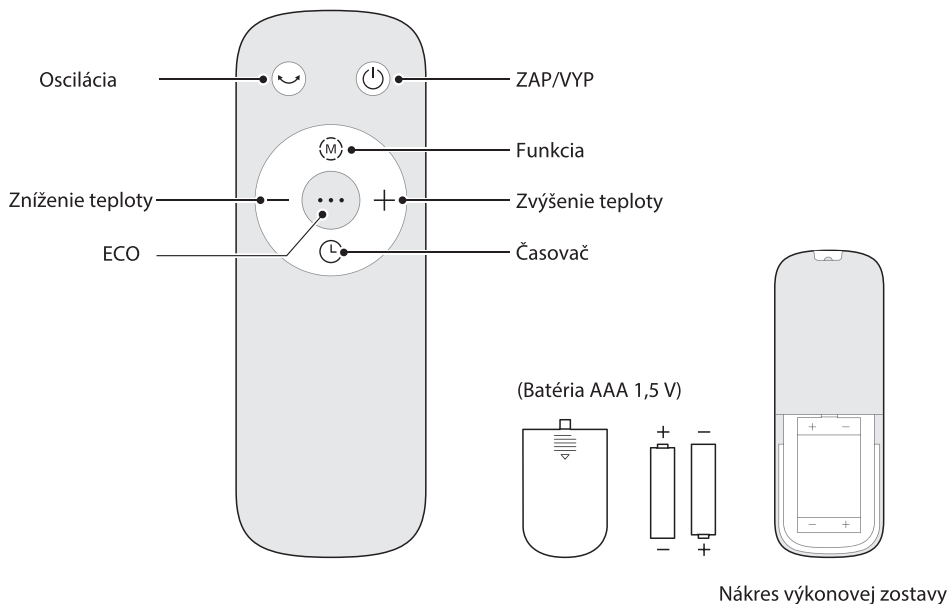 Oscilácia
ZAP/VYP
M
Funkcia
Zníženie teploty
Zvýšenie teploty
ECO
Časovač
(Batéria AAA 1,5 V)
+ −
+ −
− +
− +
Nákres výkonovej zostavy